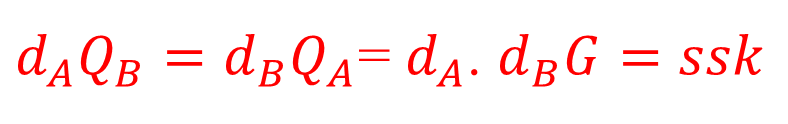 d_A Q_B = d_B Q_A = d_A . d_B G = ssk